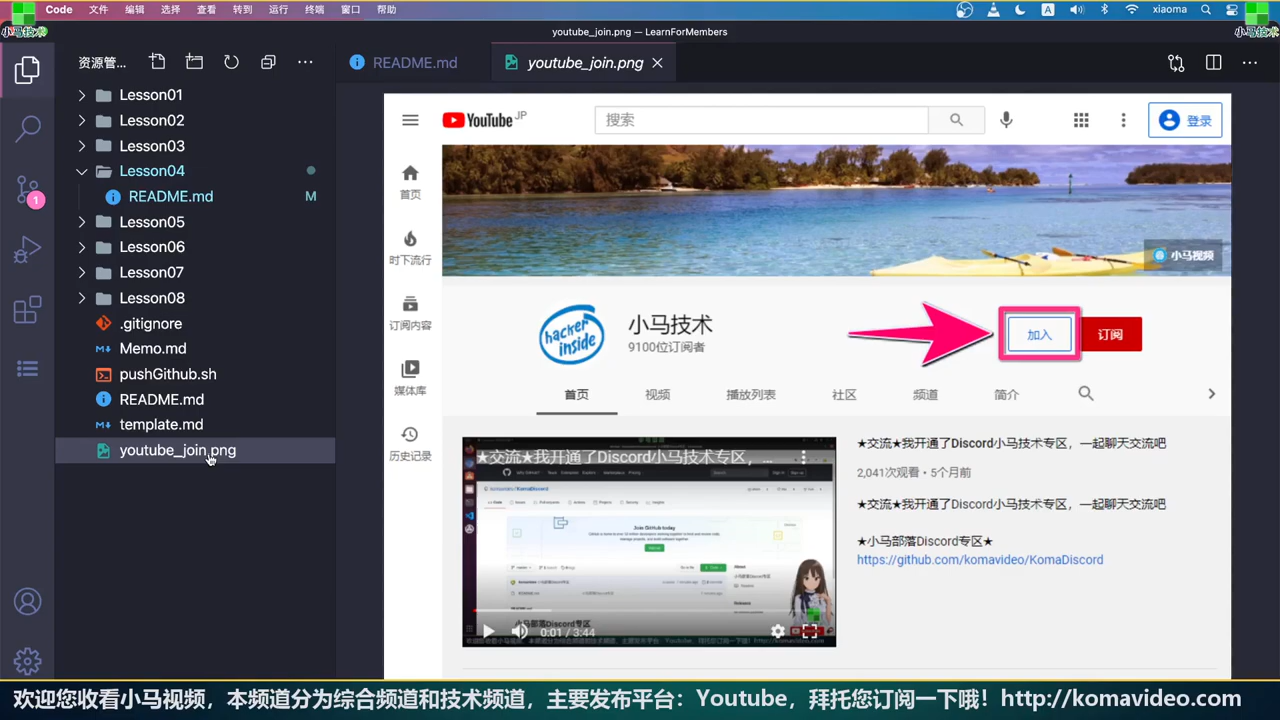 Code 文件 编辑 选择 查看 转到 运行 终端 窗口 帮助 A xiaoma
小马技术 小马技术
youtube_join.png — LearnForMembers
资源管...
README.md
youtube_join.png
Lesson01
Lesson02
Lesson03
Lesson04
README.md M
Lesson05
Lesson06
Lesson07
Lesson08
.gitignore
Memo.md
pushGithub.sh
README.md
template.md
youtube_join.png
1
YouTube JP
搜索
登录
首页
时下流行
订阅内容
媒体库
历史记录
小马视频
hacker
inside
小马技术
9100位订阅者
加入
订阅
首页 视频 播放列表 社区 频道 简介
★交流★我开通了Discord小马技术专区，...
Join GitHub today
小马部落Discord专区
0:01 / 3:44
★交流★我开通了Discord小马技术专区，一起聊天交流吧
2,041次观看 • 5个月前
★交流★我开通了Discord小马技术专区，一起聊天交流吧
★小马部落Discord专区★
https://github.com/komavideo/KomaDiscord
欢迎您收看小马视频，本频道分为综合频道和技术频道，主要发布平台：Youtube，拜托您订阅一下哦！http://komavideo.com